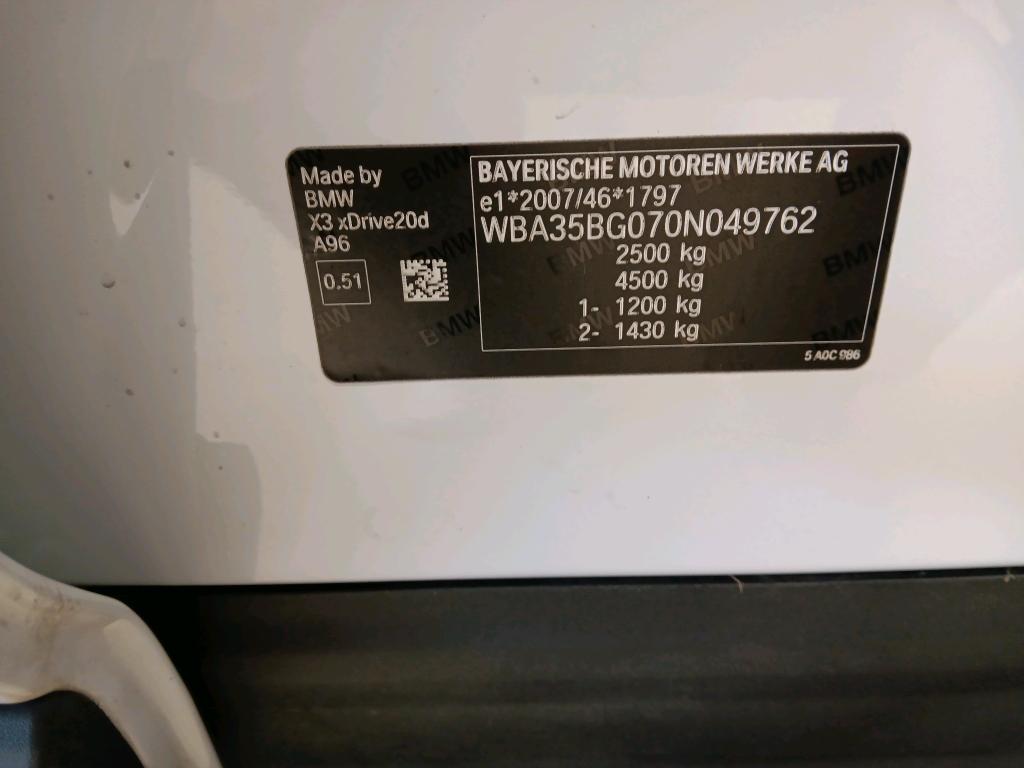 Made by
BMW
X3 xDrive20d
A96
0.51
BAYERISCHE MOTOREN WERKE AG
e1*2007/46*1797
WBA35BG070N049762
2500 kg
4500 kg
1- 1200 kg
2- 1430 kg
5 A0C 986